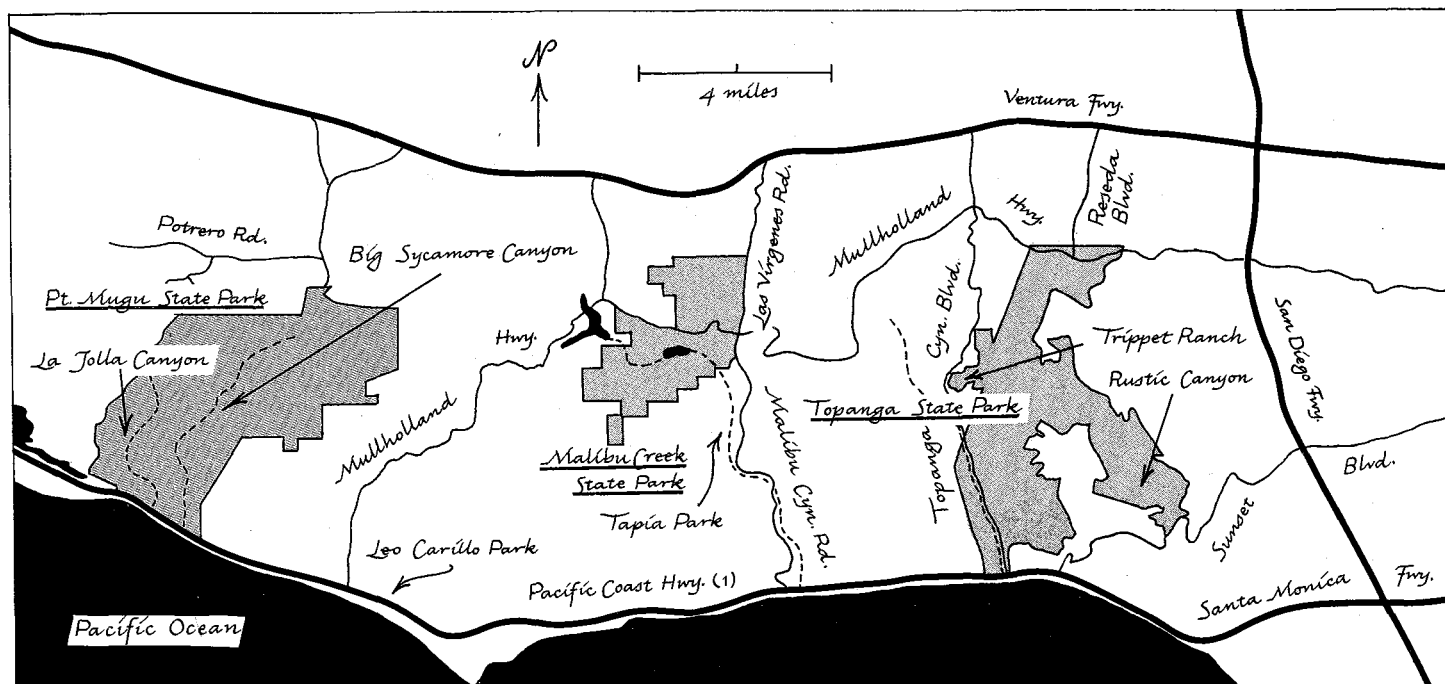 N
4 miles
Ventura Fwy.
Reseda
Blvd.
Hwy.
Mullholland
Las Virgenes Rd.
Potrero Rd.
Big Sycamore Canyon
Pt. Mugu State Park
La Jolla Canyon
Hwy.
Mullholland
Cyn. Blvd.
Topanga
Trippet Ranch
Rustic Canyon
San Diego Fwy.
Topanga State Park
Malibu Creek
State Park
Tapia Park
Malibu Cyn. Rd.
Sunset
Blvd.
Leo Carillo Park
Pacific Coast Hwy. (1)
Santa Monica
Fwy.
Pacific Ocean